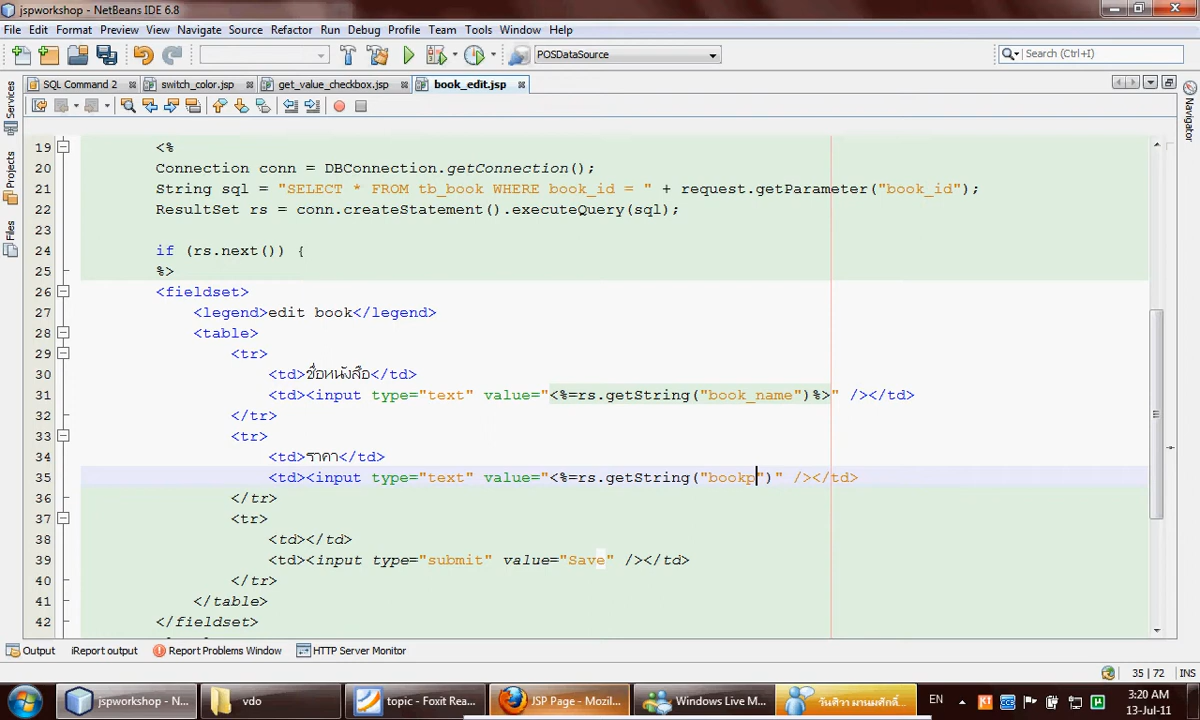 jspworkshop - NetBeans IDE 6.8
File Edit Format Preview View Navigate Source Refactor Run Debug Profile Team Tools Window Help
POSDataSource
Search (Ctrl+I)
SQL Command 2 switch_color.jsp get_value_checkbox.jsp book_edit.jsp
Services
Projects
Files
Navigator
19 <%
20 Connection conn = DBConnection.getConnection();
21 String sql = "SELECT * FROM tb_book WHERE book_id = " + request.getParameter("book_id");
22 ResultSet rs = conn.createStatement().executeQuery(sql);
23
24 if (rs.next()) {
25 %>
26 <fieldset>
27 <legend>edit book</legend>
28 <table>
29 <tr>
30 <td>ชื่อหนังสือ</td>
31 <td><input type="text" value="<%=rs.getString("book_name")%>" /></td>
32 </tr>
33 <tr>
34 <td>ราคา</td>
35 <td><input type="text" value="<%=rs.getString("bookp")" /></td>
36 </tr>
37 <tr>
38 <td></td>
39 <td><input type="submit" value="Save" /></td>
40 </tr>
41 </table>
42 </fieldset>
Output iReport output Report Problems Window HTTP Server Monitor
35 | 72 INS
jspworkshop - N... vdo topic - Foxit Rea... JSP Page - Mozil... Windows Live M... EN 3:20 AM
13-Jul-11